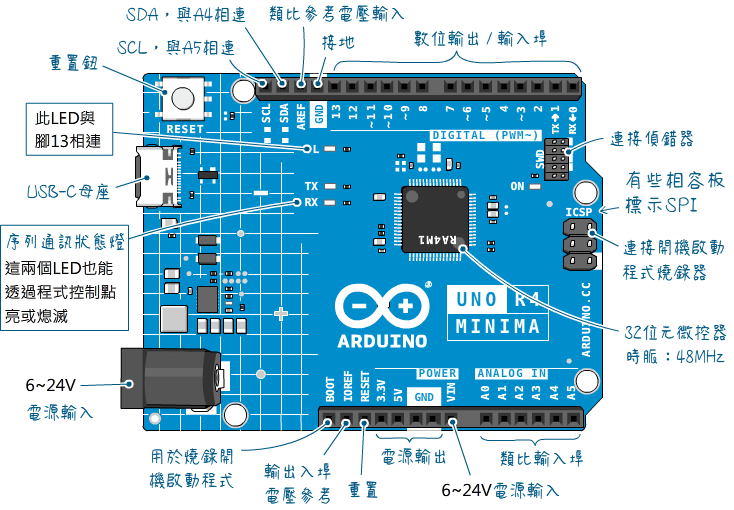 SDA，與A4相連
類比參考電壓輸入
SCL，與A5相連
接地
數位輸出 / 輸入埠
重置鈕
RESET
SCL
SDA
AREF
GND
13
12
~11
~10
~9
8
7
~6
~5
4
~3
2
TX→1
RX←0
DIGITAL (PWM~)
此LED與
腳13相連
L
連接偵錯器
SWD
USB-C母座
TX
RX
ON
有些相容板
標示SPI
ICSP
序列通訊狀態燈
這兩個LED也能
透過程式控制點
亮或熄滅
RA4M1
連接開機啟動
程式燒錄器
ARDUINO
UNO R4
MINIMA
ARDUINO.CC
32位元微控器
時脈：48MHz
6~24V
電源輸入
POWER
ANALOG IN
BOOT
IOREF
RESET
3.3V
5V
GND
VIN
A0
A1
A2
A3
A4
A5
用於燒錄開
機啟動程式
輸出入埠
電壓參考
重置
電源輸出
6~24V電源輸入
類比輸入埠